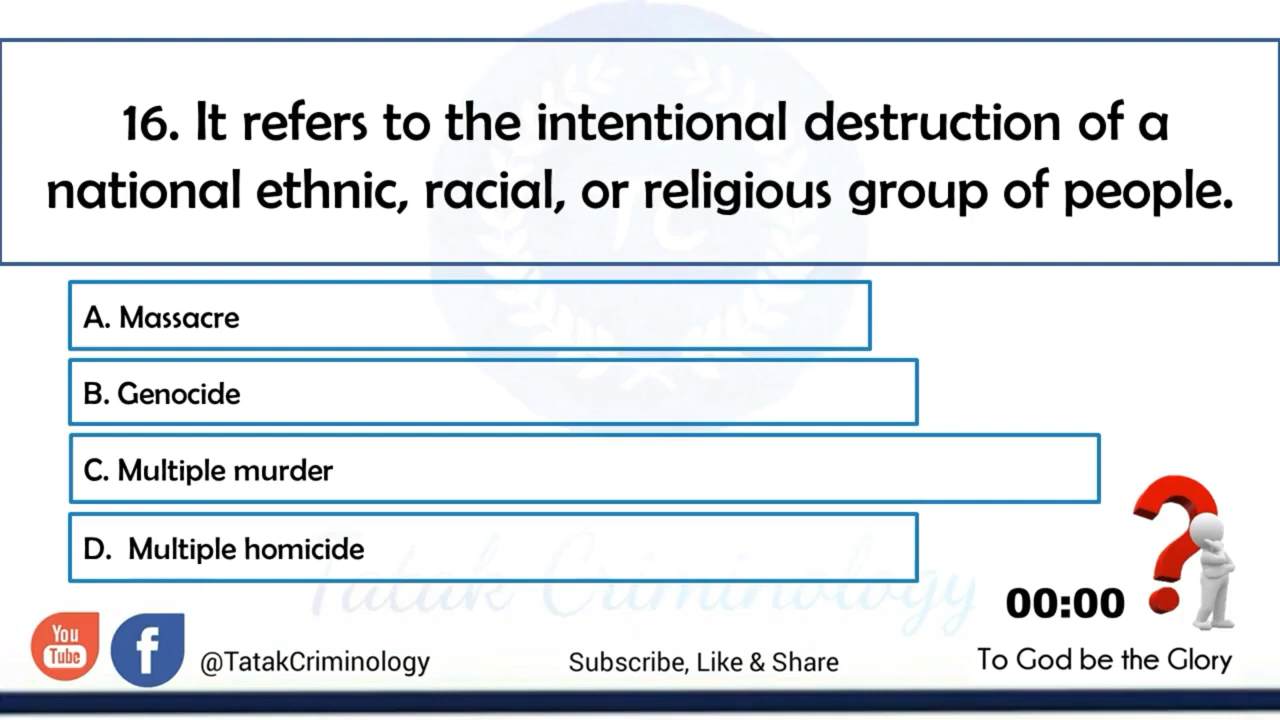 16. It refers to the intentional destruction of a
national ethnic, racial, or religious group of people.
TC
A. Massacre
B. Genocide
C. Multiple murder
D. Multiple homicide
Tatak Criminology
00:00
You
Tube
f
@TatakCriminology
Subscribe, Like & Share
To God be the Glory